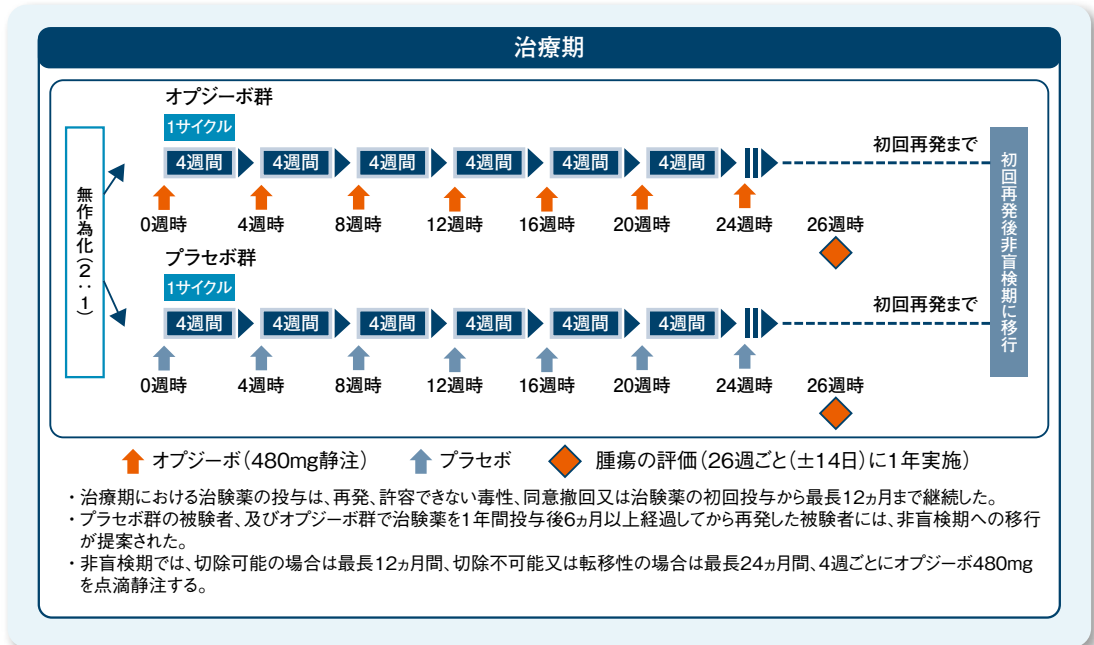 治療期
オプジーボ群
1サイクル
4週間 4週間 4週間 4週間 4週間 4週間
初回再発まで
0週時 4週時 8週時 12週時 16週時 20週時 24週時 26週時
無作為化(2:1)
プラセボ群
1サイクル
4週間 4週間 4週間 4週間 4週間 4週間
初回再発まで
0週時 4週時 8週時 12週時 16週時 20週時 24週時 26週時
初回再発後非盲検期に移行
オプジーボ(480mg静注) プラセボ 腫瘍の評価(26週ごと(±14日)に1年実施)
・治療期における治験薬の投与は、再発、許容できない毒性、同意撤回又は治験薬の初回投与から最長12ヵ月まで継続した。
・プラセボ群の被験者、及びオプジーボ群で治験薬を1年間投与後6ヵ月以上経過してから再発した被験者には、非盲検期への移行
が提案された。
・非盲検期では、切除可能の場合は最長12ヵ月間、切除不可能又は転移性の場合は最長24ヵ月間、4週ごとにオプジーボ480mg
を点滴静注する。